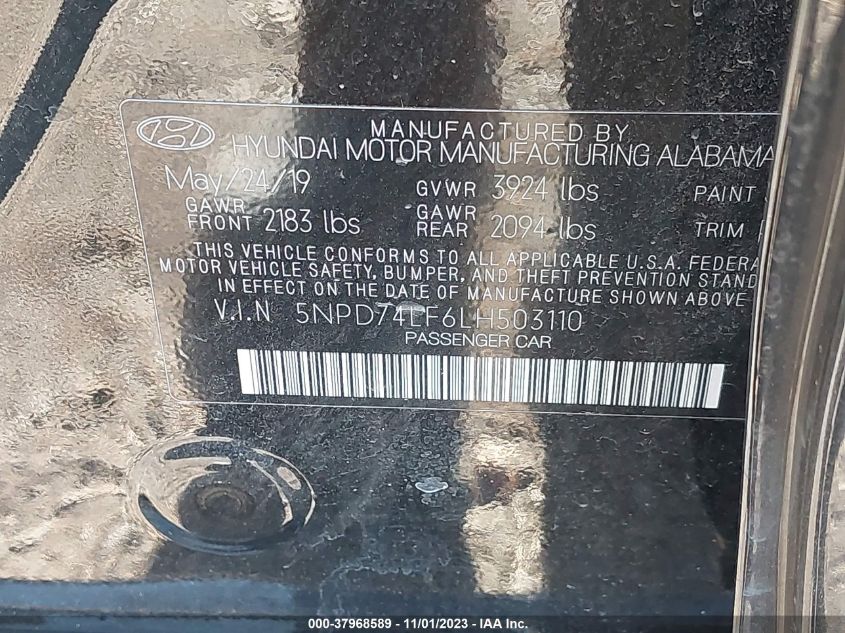 MANUFACTURED BY
HYUNDAI MOTOR MANUFACTURING ALABAMA
May/24/19 GVWR 3924 lbs PAINT
GAWR FRONT 2183 lbs GAWR REAR 2094 lbs TRIM
THIS VEHICLE CONFORMS TO ALL APPLICABLE U.S.A. FEDERA
MOTOR VEHICLE SAFETY, BUMPER, AND THEFT PREVENTION STAND
IN EFFECT ON THE DATE OF MANUFACTURE SHOWN ABOVE
V.I.N 5NPD74LF6LH503110
PASSENGER CAR
000-37968589 - 11/01/2023 - IAA Inc.